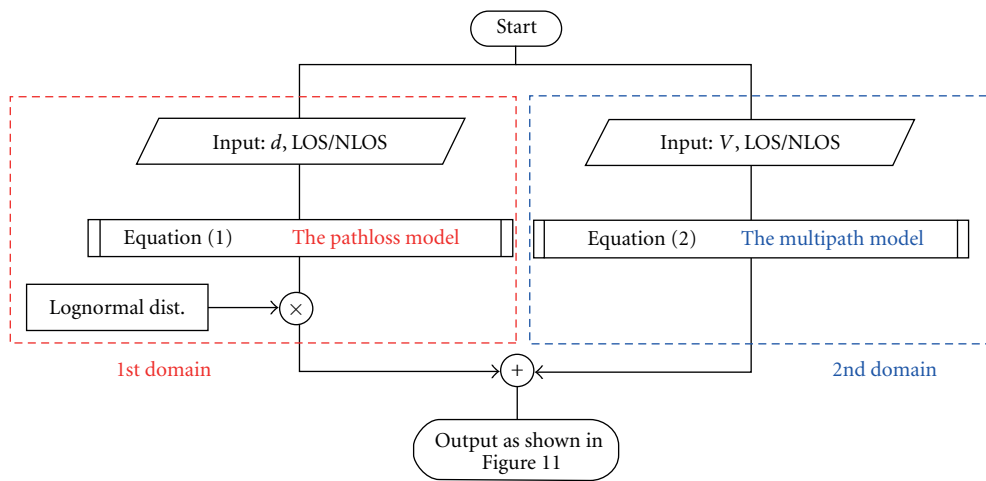 Start
Input: d, LOS/NLOS
Input: V, LOS/NLOS
Equation (1) The pathloss model
Equation (2) The multipath model
Lognormal dist.
×
1st domain
+
2nd domain
Output as shown in
Figure 11